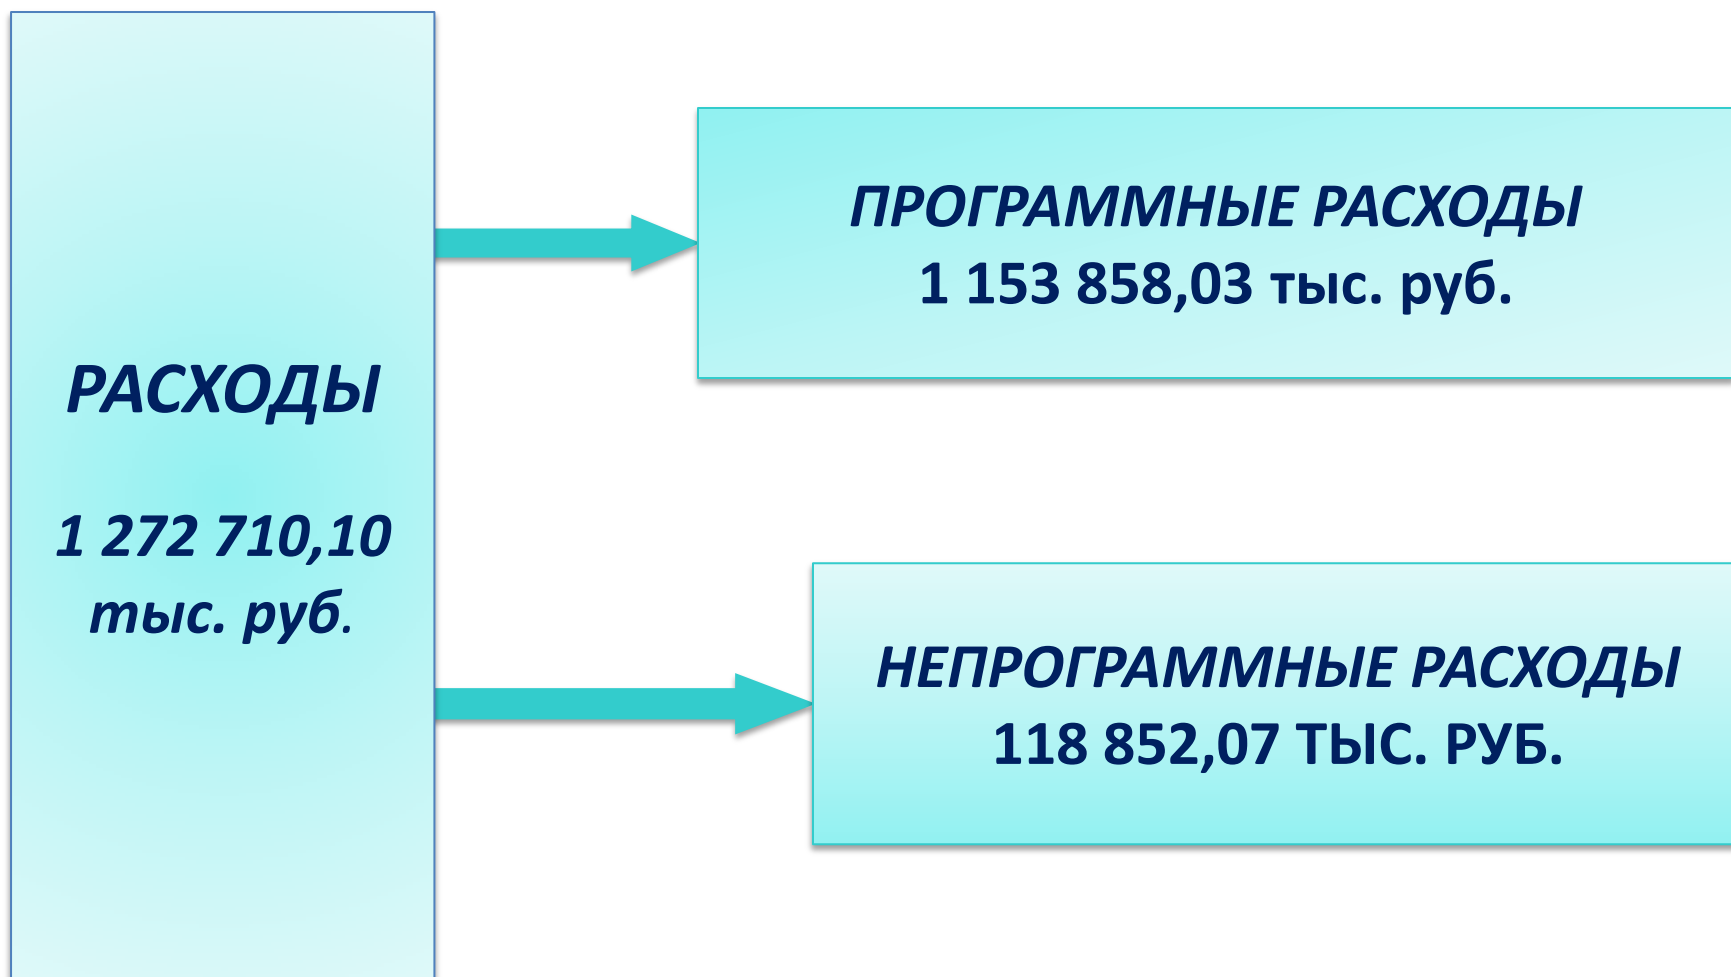 РАСХОДЫ
1 272 710,10
тыс. руб.
ПРОГРАММНЫЕ РАСХОДЫ
1 153 858,03 тыс. руб.
НЕПРОГРАММНЫЕ РАСХОДЫ
118 852,07 ТЫС. РУБ.